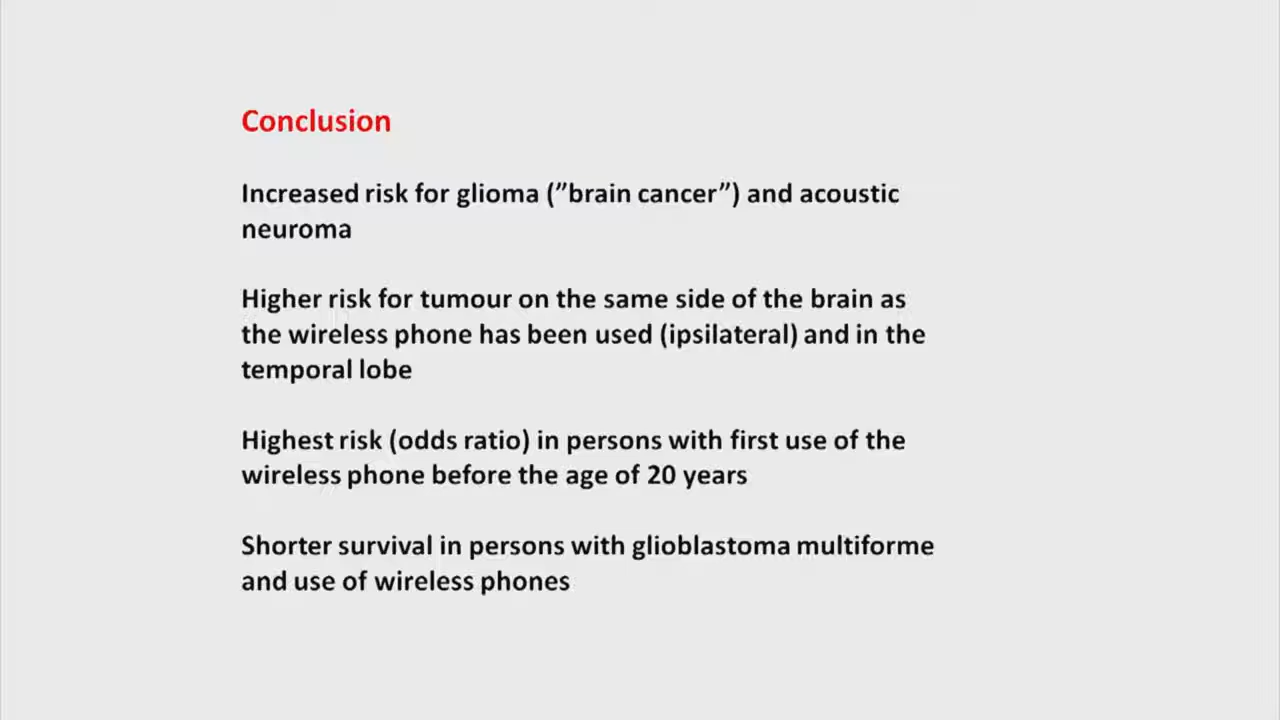 Conclusion
Increased risk for glioma (”brain cancer”) and acoustic
neuroma
Higher risk for tumour on the same side of the brain as
the wireless phone has been used (ipsilateral) and in the
temporal lobe
Highest risk (odds ratio) in persons with first use of the
wireless phone before the age of 20 years
Shorter survival in persons with glioblastoma multiforme
and use of wireless phones